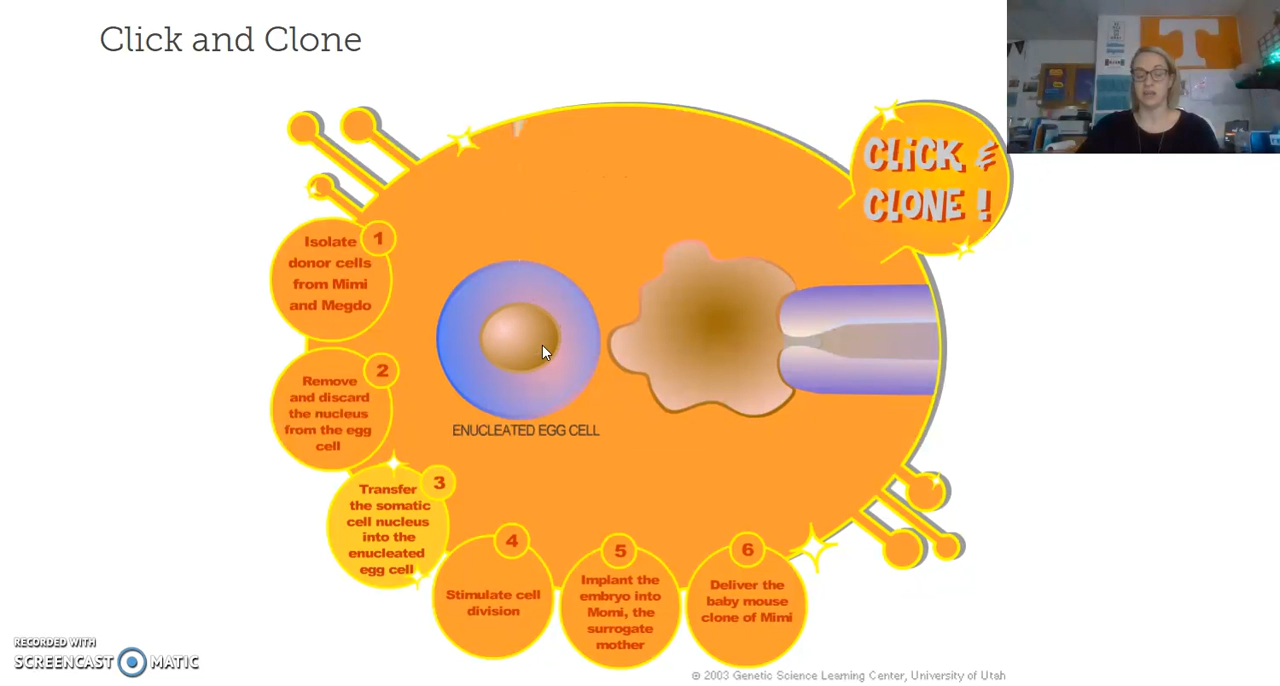 Click and Clone
T
CLiCK &
CLONE !
1
Isolate
donor cells
from Mimi
and Megdo
2
Remove
and discard
the nucleus
from the egg
cell
ENUCLEATED EGG CELL
3
Transfer
the somatic
cell nucleus
into the
enucleated
egg cell
4
Stimulate cell
division
5
Implant the
embryo into
Momi, the
surrogate
mother
6
Deliver the
baby mouse
clone of Mimi
RECORDED WITH
SCREENCAST MATIC
© 2003 Genetic Science Learning Center, University of Utah